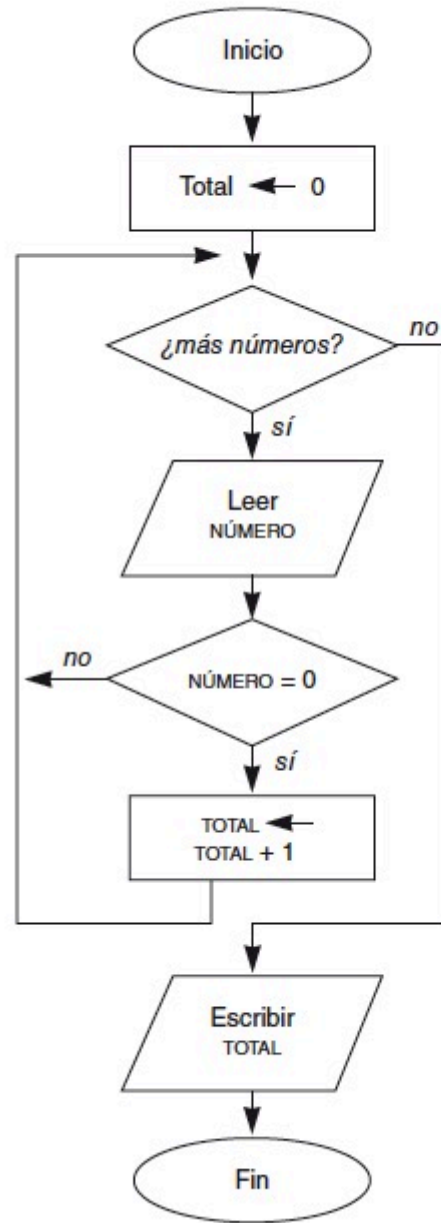 Inicio
Total ← 0
¿más números?
no
sí
Leer
NÚMERO
no
NÚMERO = 0
sí
TOTAL ←
TOTAL + 1
Escribir
TOTAL
Fin